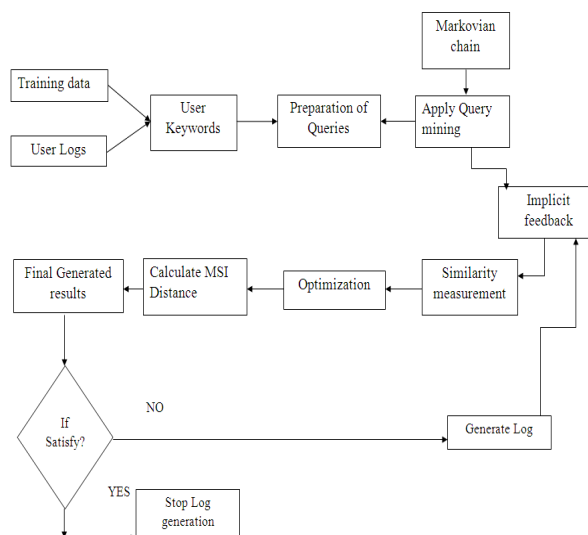 Markovian
chain
Training data
User
Keywords
Preparation of
Queries
Apply Query
mining
User Logs
Implicit
feedback
Final Generated
results
Calculate MSI
Distance
Optimization
Similarity
measurement
If
Satisfy?
NO
Generate Log
YES
Stop Log
generation